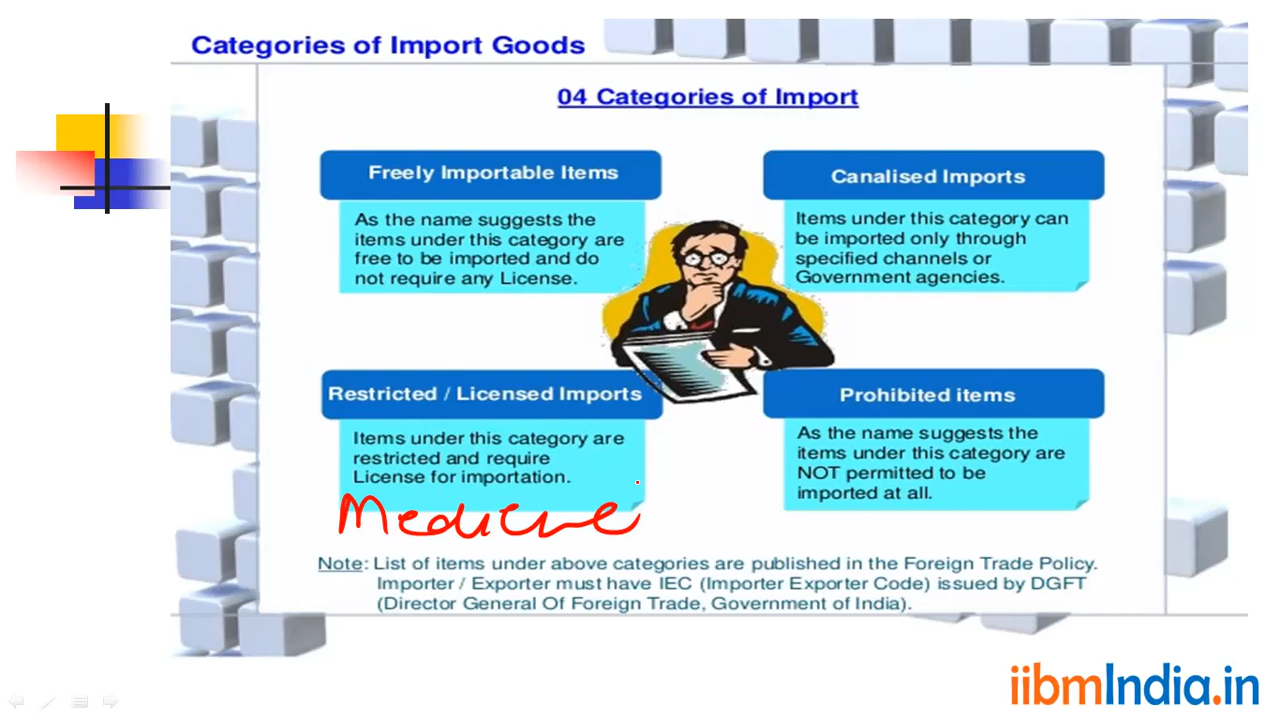 Categories of Import Goods
04 Categories of Import
Freely Importable Items
As the name suggests the
items under this category are
free to be imported and do
not require any License.
Canalised Imports
Items under this category can
be imported only through
specified channels or
Government agencies.
Restricted / Licensed Imports
Items under this category are
restricted and require
License for importation.
Medicine
Prohibited items
As the name suggests the
items under this category are
NOT permitted to be
imported at all.
Note: List of items under above categories are published in the Foreign Trade Policy.
Importer / Exporter must have IEC (Importer Exporter Code) issued by DGFT
(Director General Of Foreign Trade, Government of India).
iibmIndia.in